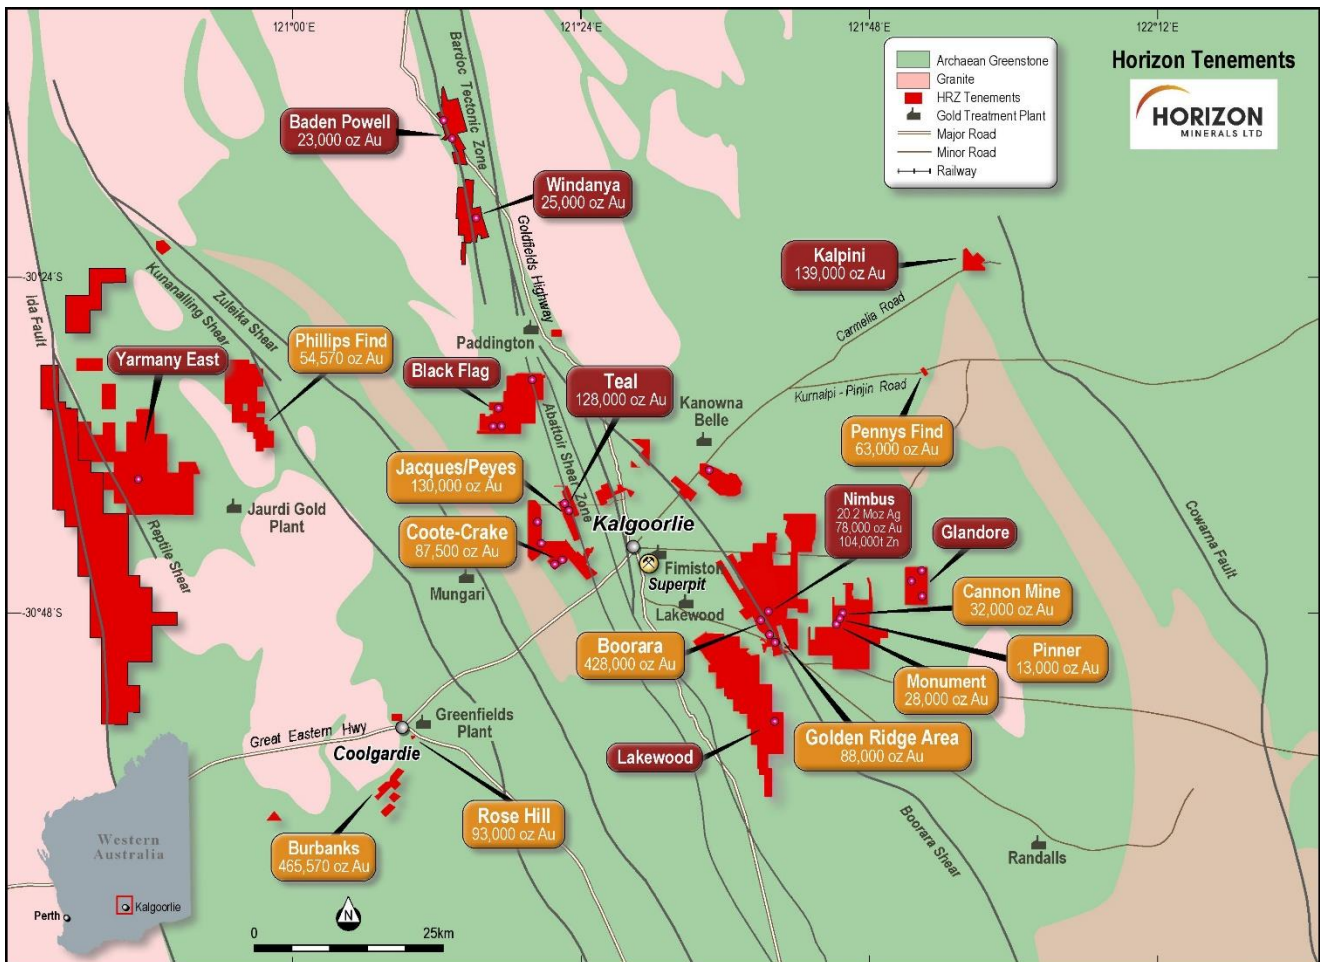 121°00'E
121°24'E
121°48'E
122°12'E
Archaean Greenstone
Granite
HRZ Tenements
Gold Treatment Plant
Major Road
Minor Road
Railway
Horizon Tenements
HORIZON
MINERALS LTD
Bardoc Tectonic Zone
Baden Powell
23,000 oz Au
Windanya
25,000 oz Au
Goldfields Highway
Kalpini
139,000 oz Au
-30°24'S
Ida Fault
Kunanalling Shear
Zuleika Shear
Carmelia Road
Phillips Find
54,570 oz Au
Paddington
Yarmany East
Black Flag
Teal
128,000 oz Au
Abattoir Shear Zone
Kanowna
Belle
Kurnalpi - Pinjin Road
Pennys Find
63,000 oz Au
Jacques/Peyes
130,000 oz Au
Jaurdi Gold
Plant
Reptile Shear
Coote-Crake
87,500 oz Au
Kalgoorlie
Nimbus
20.2 Moz Ag
78,000 oz Au
104,000t Zn
Glandore
Cowarna Fault
Mungari
Fimiston
Superpit
Lakewood
Cannon Mine
32,000 oz Au
-30°48'S
Boorara
428,000 oz Au
Pinner
13,000 oz Au
Monument
28,000 oz Au
Golden Ridge Area
88,000 oz Au
Lakewood
Great Eastern Hwy
Greenfields
Plant
Coolgardie
Rose Hill
93,000 oz Au
Burbanks
465,570 oz Au
Boorara Shear
Randalls
Western
Australia
Perth
Kalgoorlie
N
0
25km